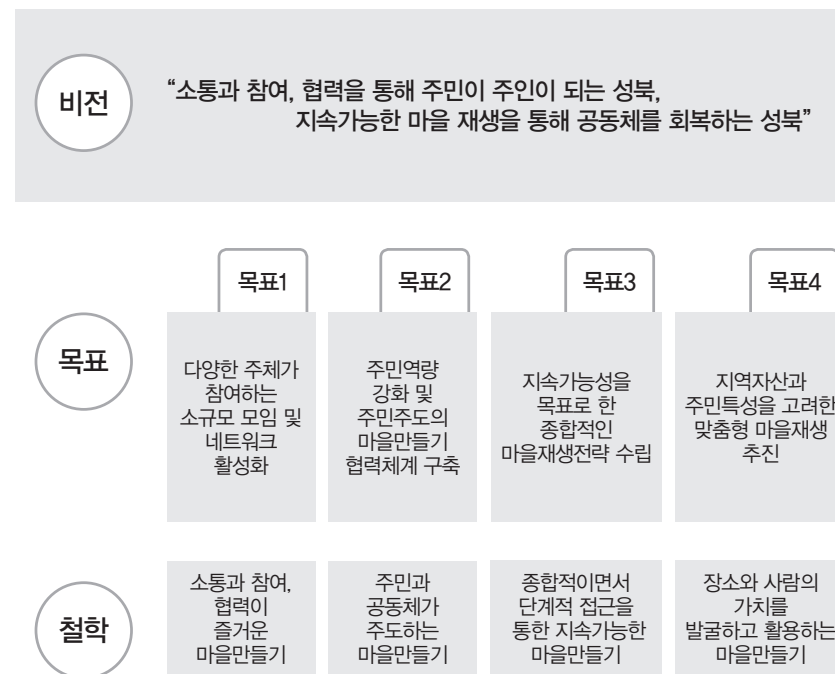 비전
“소통과 참여, 협력을 통해 주민이 주인이 되는 성북,
지속가능한 마을 재생을 통해 공동체를 회복하는 성북”
목표
목표1
다양한 주체가
참여하는
소규모 모임 및
네트워크
활성화
목표2
주민역량
강화 및
주민주도의
마을만들기
협력체계 구축
목표3
지속가능성을
목표로 한
종합적인
마을재생전략 수립
목표4
지역자산과
주민특성을 고려한
맞춤형 마을재생
추진
철학
소통과 참여,
협력이
즐거운
마을만들기
주민과
공동체가
주도하는
마을만들기
종합적이면서
단계적 접근을
통한 지속가능한
마을만들기
장소와 사람의
가치를
발굴하고 활용하는
마을만들기